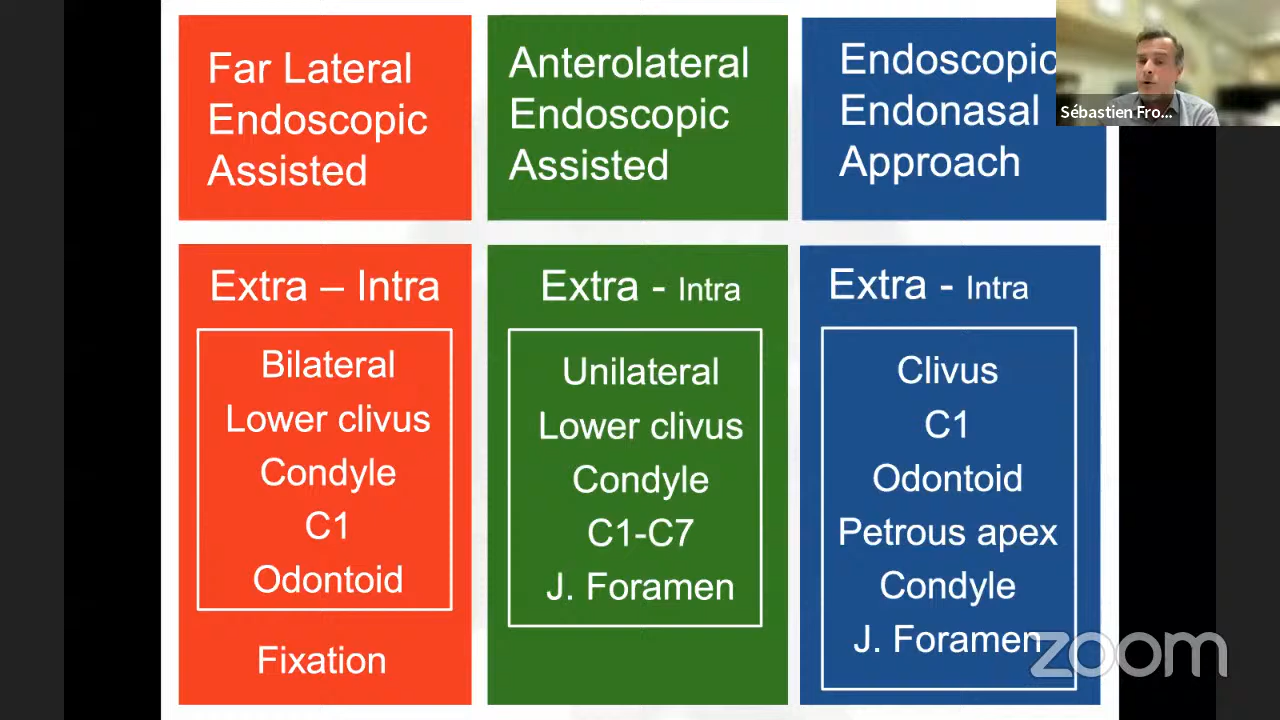 Far Lateral
Endoscopic
Assisted
Anterolateral
Endoscopic
Assisted
Endoscopic
Endonasal
Approach
Sébastien Fro...
Extra – Intra
Bilateral
Lower clivus
Condyle
C1
Odontoid
Fixation
Extra - Intra
Unilateral
Lower clivus
Condyle
C1-C7
J. Foramen
Extra - Intra
Clivus
C1
Odontoid
Petrous apex
Condyle
J. Foramen
zoom